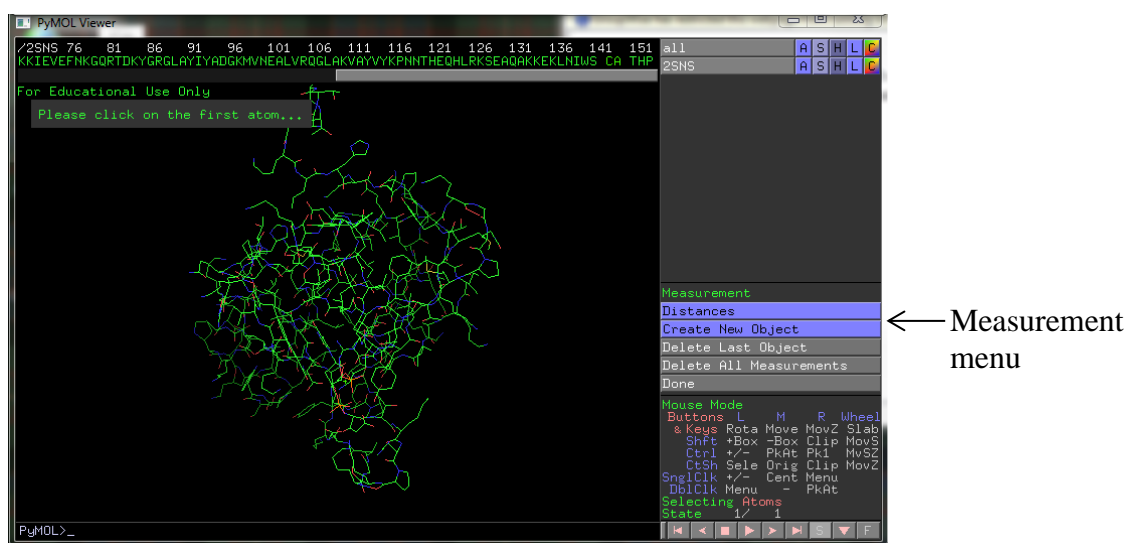 PyMOL Viewer
/2SNS 76 81 86 91 96 101 106 111 116 121 126 131 136 141 151
KKIEVEFNKGQRTDKYGRGLAYIYADGKMVNEALVRQGLAKVAYVYKPNNTHEQHLRKSEAQAKKEKLNIWS CA THP
all A S H L C
2SNS A S H L C
For Educational Use Only
Please click on the first atom...
Measurement
Distances
Create New Object
Delete Last Object
Delete All Measurements
Done
Measurement
menu
Mouse Mode
Buttons L M R Wheel
& Keys Rota Move MovZ Slab
Shft +Box -Box Clip MovS
Ctrl +/- PkAt Pk1 MvSZ
CtSh Sele Orig Clip MovZ
SnglClk +/- Cent Menu
DblClk Menu - PkAt
Selecting Atoms
State 1/ 1
PyMOL>_
S F